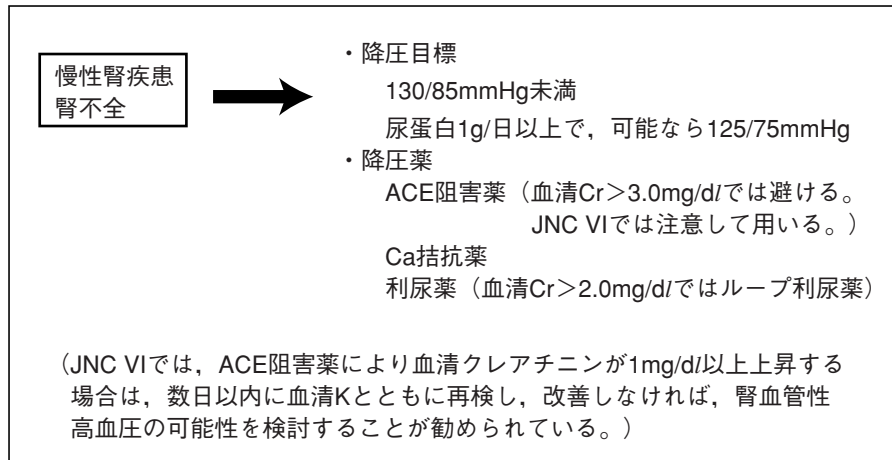 慢性腎疾患
腎不全
・降圧目標
130/85mmHg未満
尿蛋白1g/日以上で，可能なら125/75mmHg
・降圧薬
ACE阻害薬（血清Cr＞3.0mg/dlでは避ける。
JNC VIでは注意して用いる。）
Ca拮抗薬
利尿薬（血清Cr＞2.0mg/dlではループ利尿薬）
（JNC VIでは，ACE阻害薬により血清クレアチニンが1mg/dl以上上昇する
場合は，数日以内に血清Kとともに再検し，改善しなければ，腎血管性
高血圧の可能性を検討することが勧められている。）